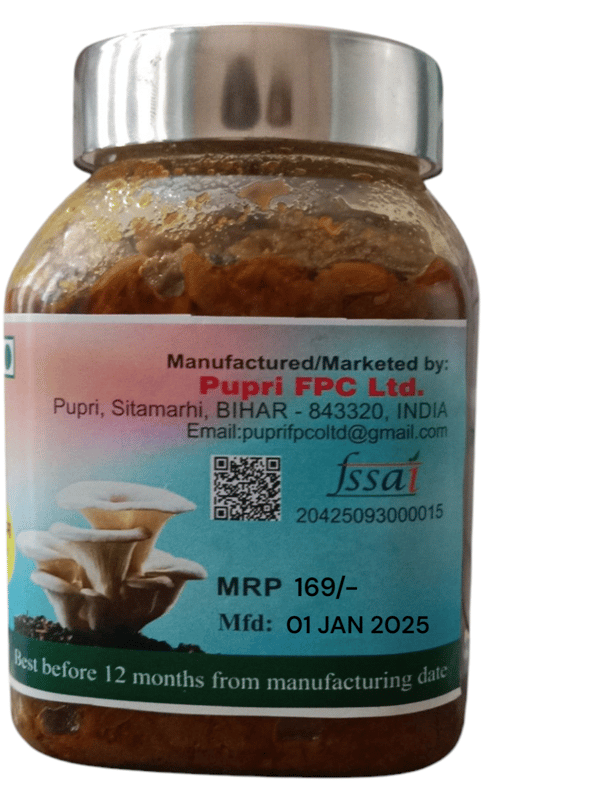 Manufactured/Marketed by:
Pupri FPC Ltd.
Pupri, Sitamarhi, BIHAR - 843320, INDIA
Email:puprifpcoltd@gmail.com
fssai
20425093000015
MRP 169/-
Mfd: 01 JAN 2025
Best before 12 months from manufacturing date